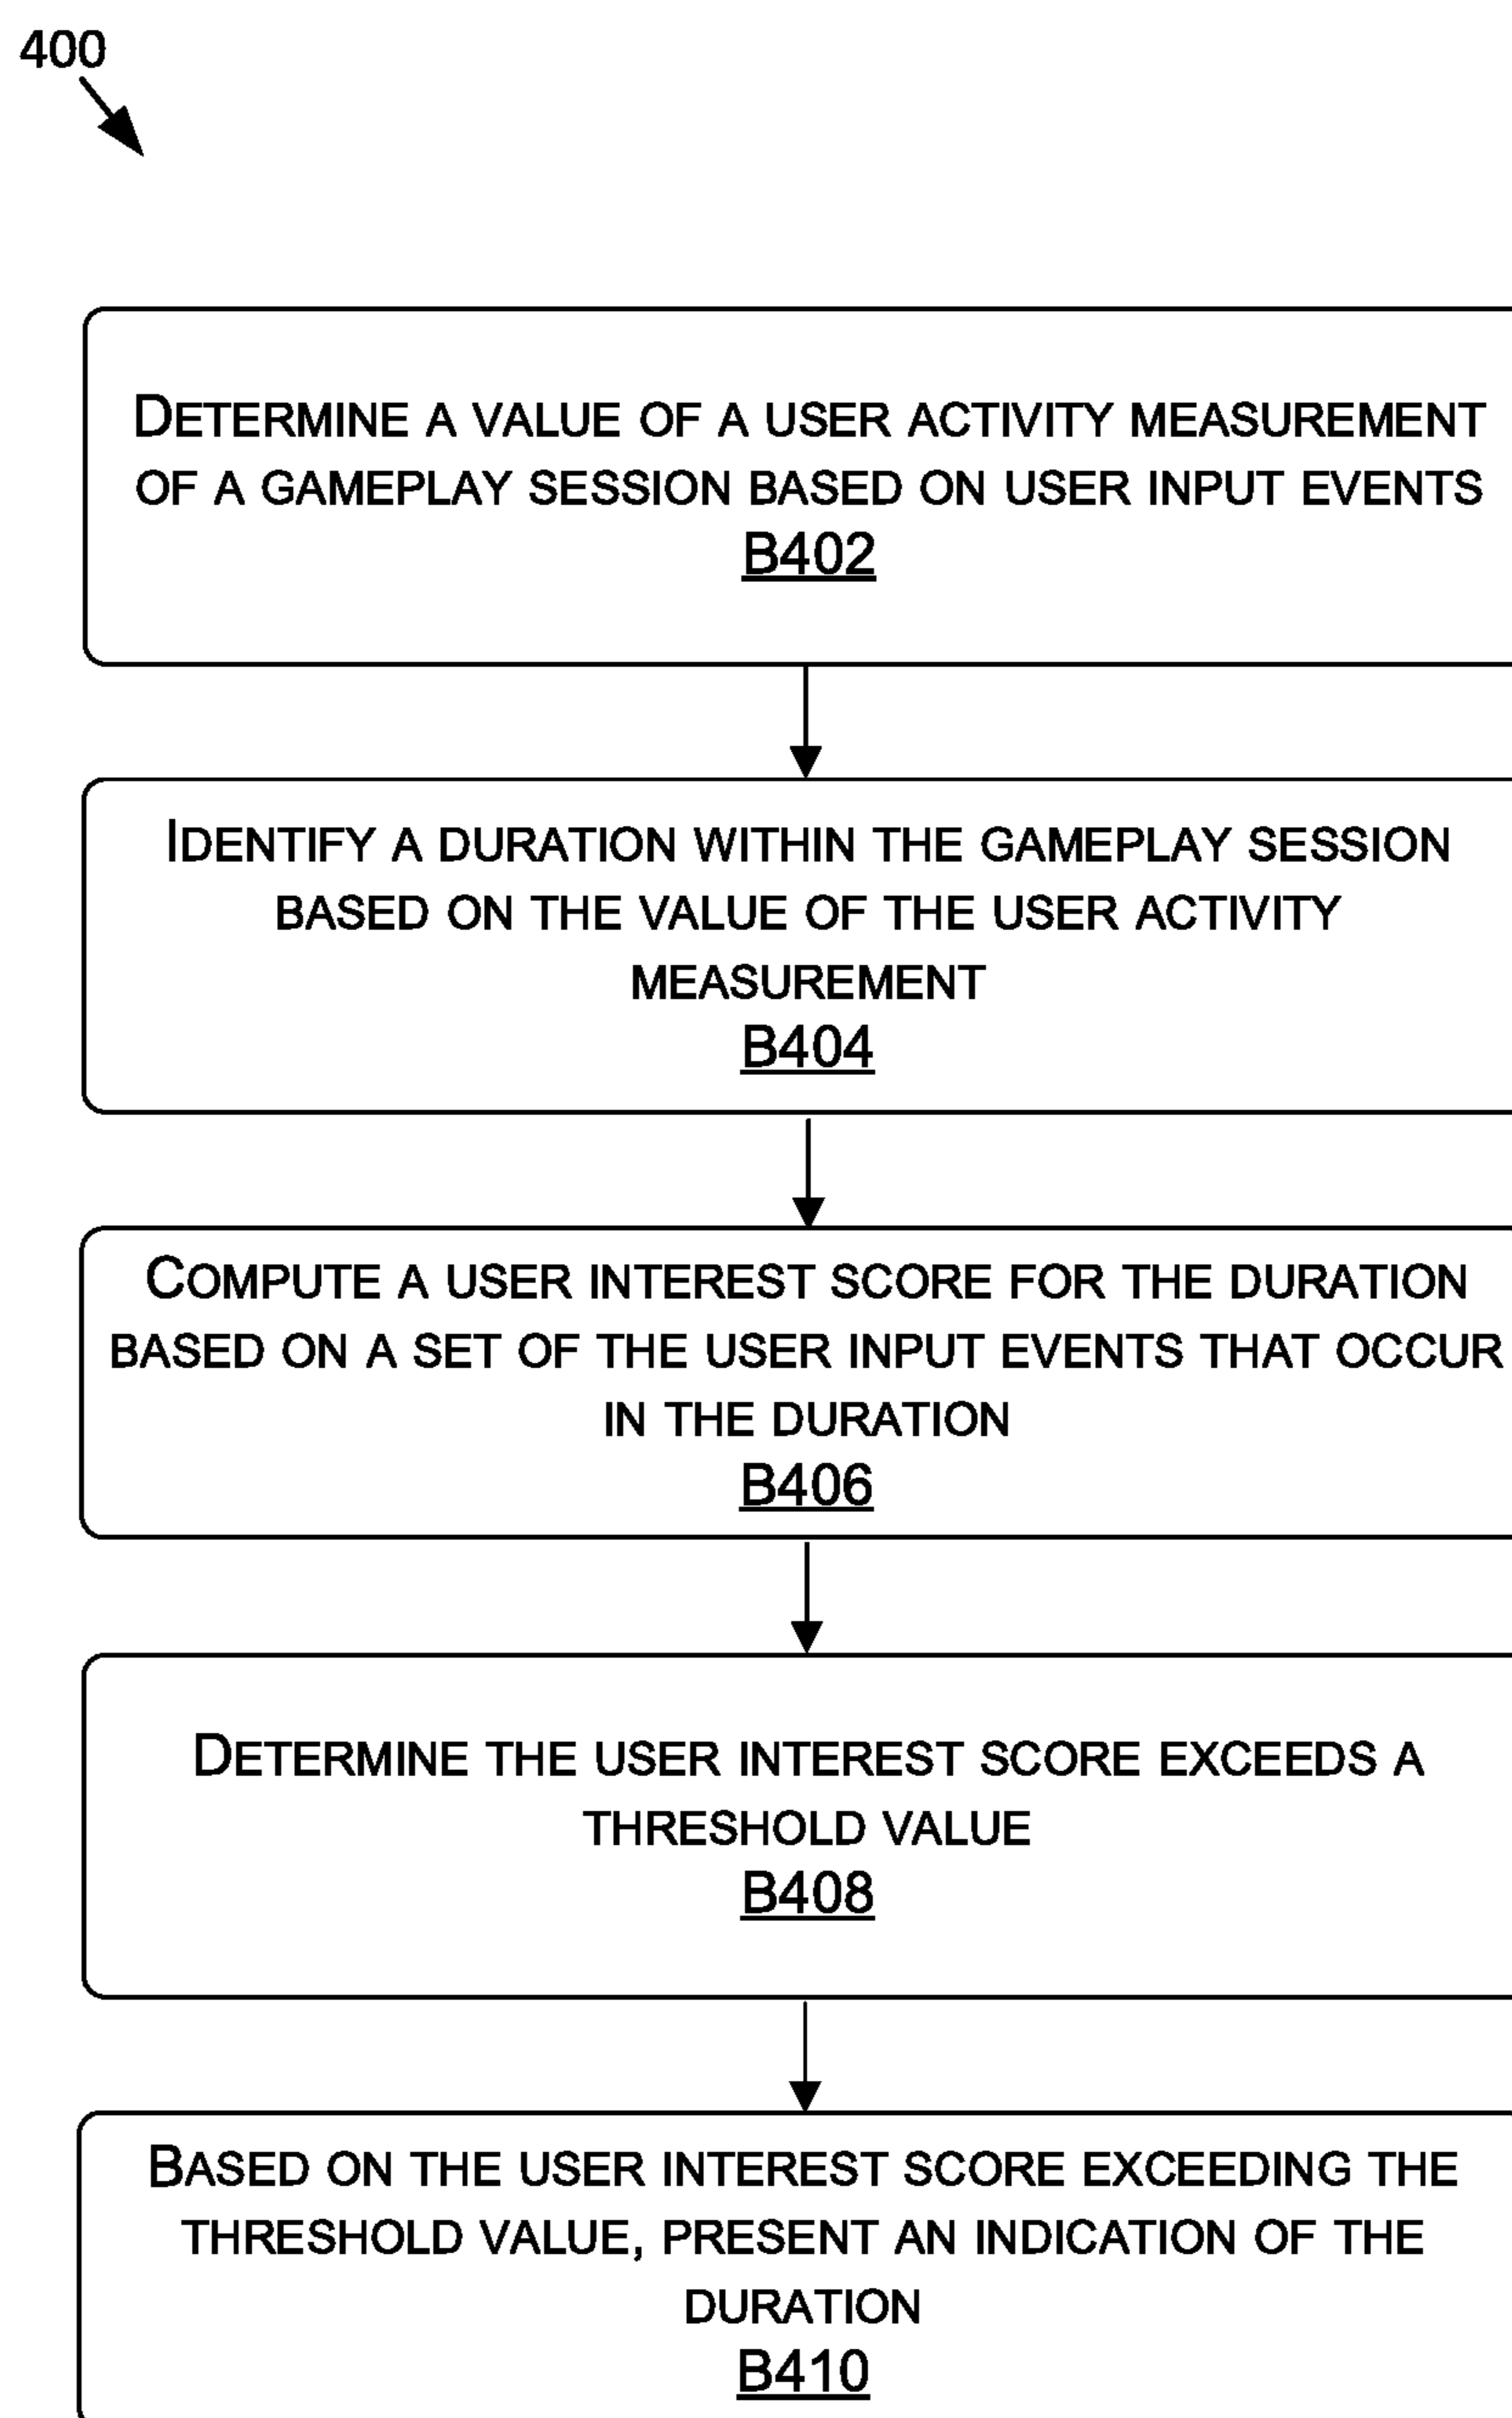 400
DETERMINE A VALUE OF A USER ACTIVITY MEASUREMENT
OF A GAMEPLAY SESSION BASED ON USER INPUT EVENTS
B402
IDENTIFY A DURATION WITHIN THE GAMEPLAY SESSION
BASED ON THE VALUE OF THE USER ACTIVITY
MEASUREMENT
B404
COMPUTE A USER INTEREST SCORE FOR THE DURATION
BASED ON A SET OF THE USER INPUT EVENTS THAT OCCUR
IN THE DURATION
B406
DETERMINE THE USER INTEREST SCORE EXCEEDS A
THRESHOLD VALUE
B408
BASED ON THE USER INTEREST SCORE EXCEEDING THE
THRESHOLD VALUE, PRESENT AN INDICATION OF THE
DURATION
B410